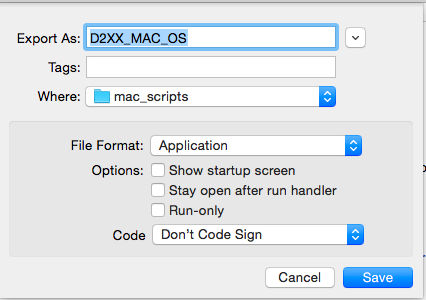 Export As: D2XX_MAC_OS
Tags:
Where: mac_scripts
File Format: Application
Options: Show startup screen
Stay open after run handler
Run-only
Code Don't Code Sign
Cancel Save